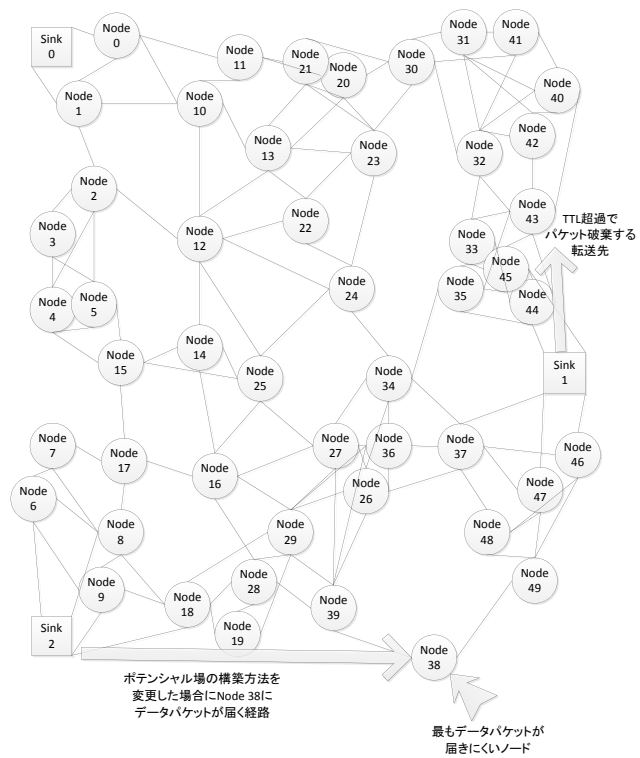 Sink
0
Node
0
Node
11
Node
21
Node
20
Node
30
Node
31
Node
41
Node
1
Node
10
Node
40
Node
13
Node
23
Node
32
Node
42
Node
2
Node
3
Node
12
Node
22
Node
43
Node
33
TTL超過で
パケット破棄する
転送先
Node
4
Node
5
Node
24
Node
35
Node
45
Node
44
Node
15
Node
14
Node
25
Node
34
Sink
1
Node
7
Node
17
Node
16
Node
27
Node
36
Node
37
Node
46
Node
6
Node
26
Node
47
Node
8
Node
29
Node
48
Node
9
Node
18
Node
28
Node
39
Node
49
Sink
2
Node
19
Node
38
ポテンシャル場の構築方法を
変更した場合にNode 38に
データパケットが届く経路
最もデータパケットが
届きにくいノード